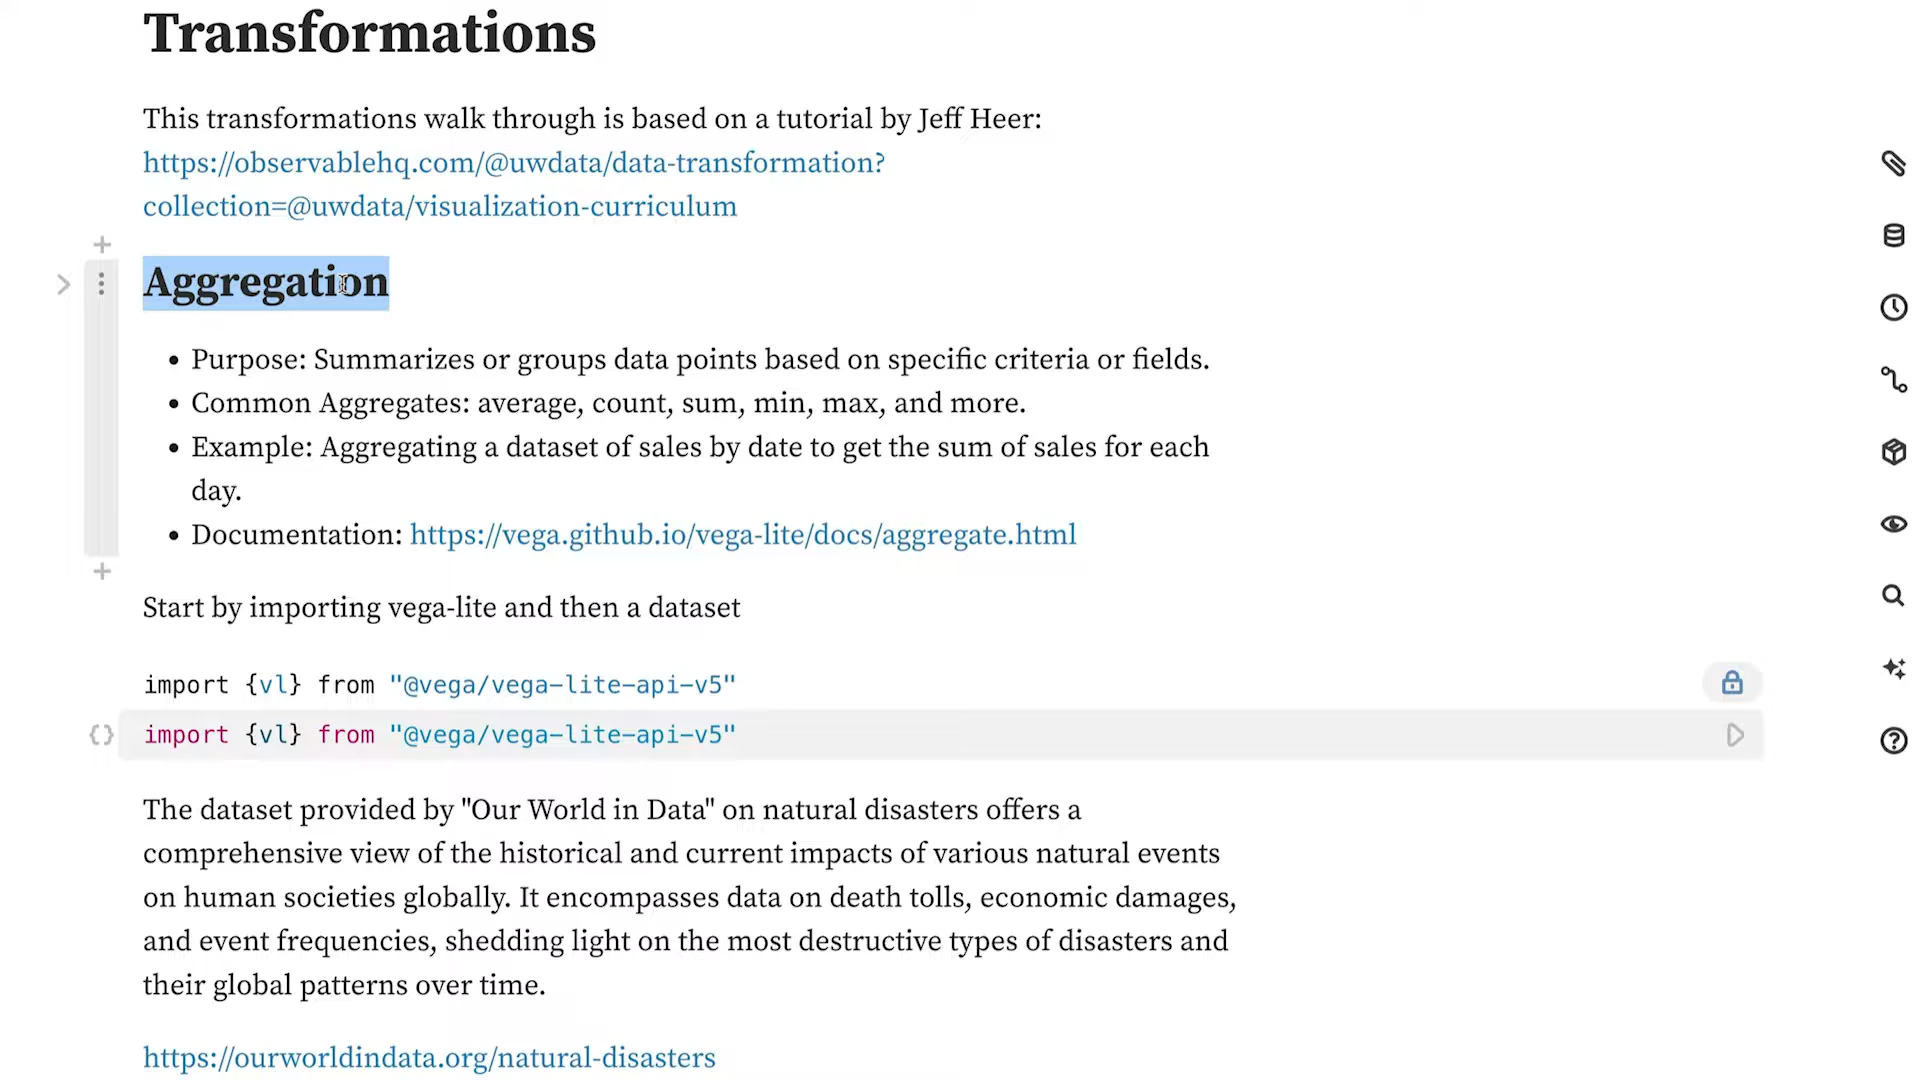 Transformations
This transformations walk through is based on a tutorial by Jeff Heer:
https://observablehq.com/@uwdata/data-transformation?
collection=@uwdata/visualization-curriculum
Aggregation
• Purpose: Summarizes or groups data points based on specific criteria or fields.
• Common Aggregates: average, count, sum, min, max, and more.
• Example: Aggregating a dataset of sales by date to get the sum of sales for each
day.
• Documentation: https://vega.github.io/vega-lite/docs/aggregate.html
Start by importing vega-lite and then a dataset
import {vl} from "@vega/vega-lite-api-v5"
import {vl} from "@vega/vega-lite-api-v5"
The dataset provided by "Our World in Data" on natural disasters offers a
comprehensive view of the historical and current impacts of various natural events
on human societies globally. It encompasses data on death tolls, economic damages,
and event frequencies, shedding light on the most destructive types of disasters and
their global patterns over time.
https://ourworldindata.org/natural-disasters